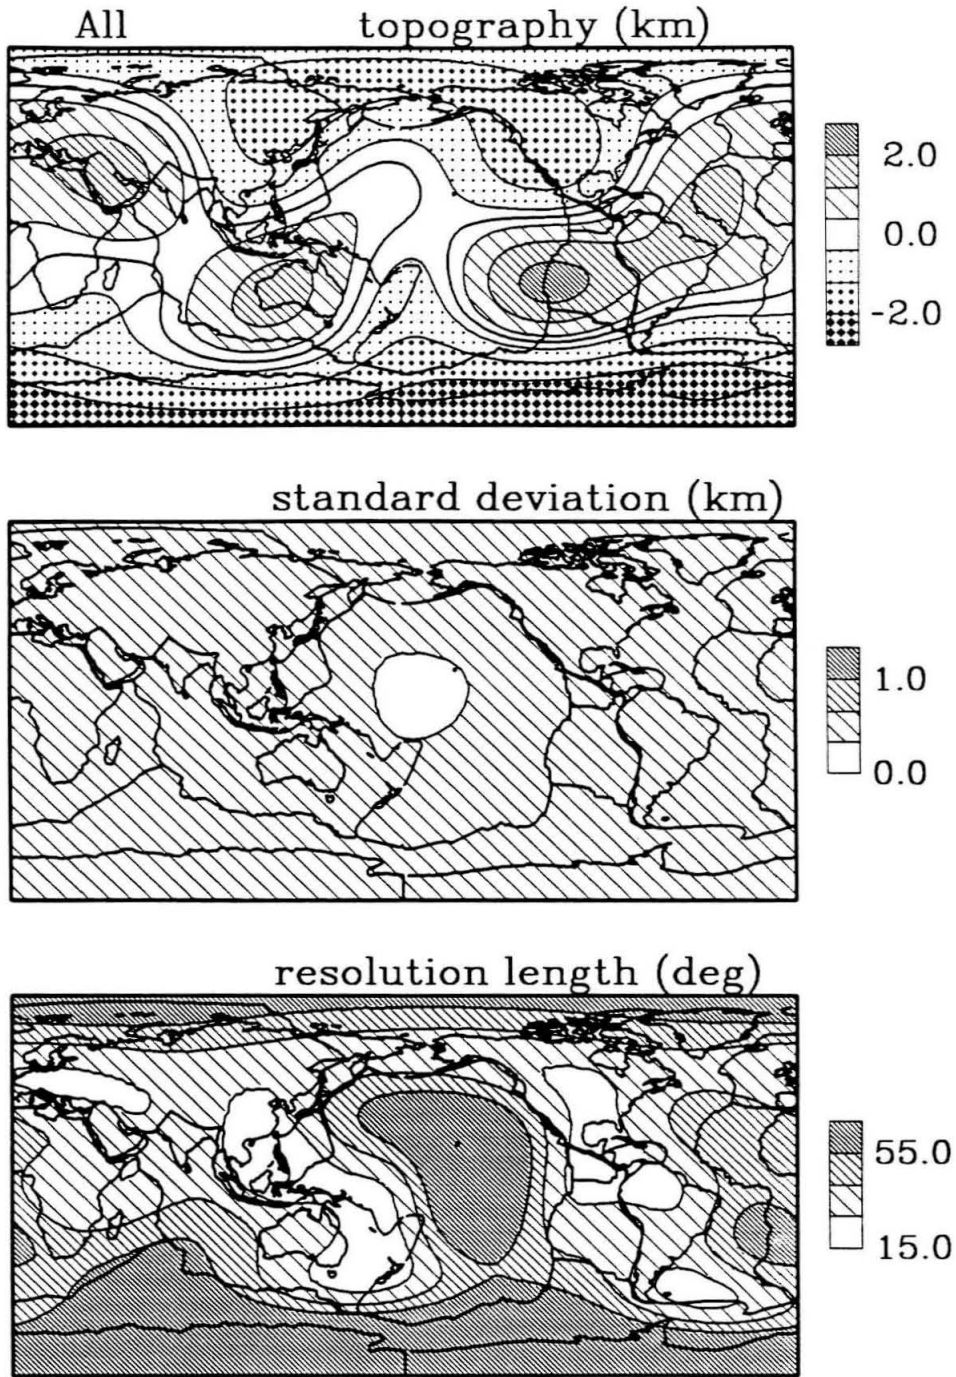 All topography (km)
2.0
0.0
-2.0
standard deviation (km)
1.0
0.0
resolution length (deg)
55.0
15.0